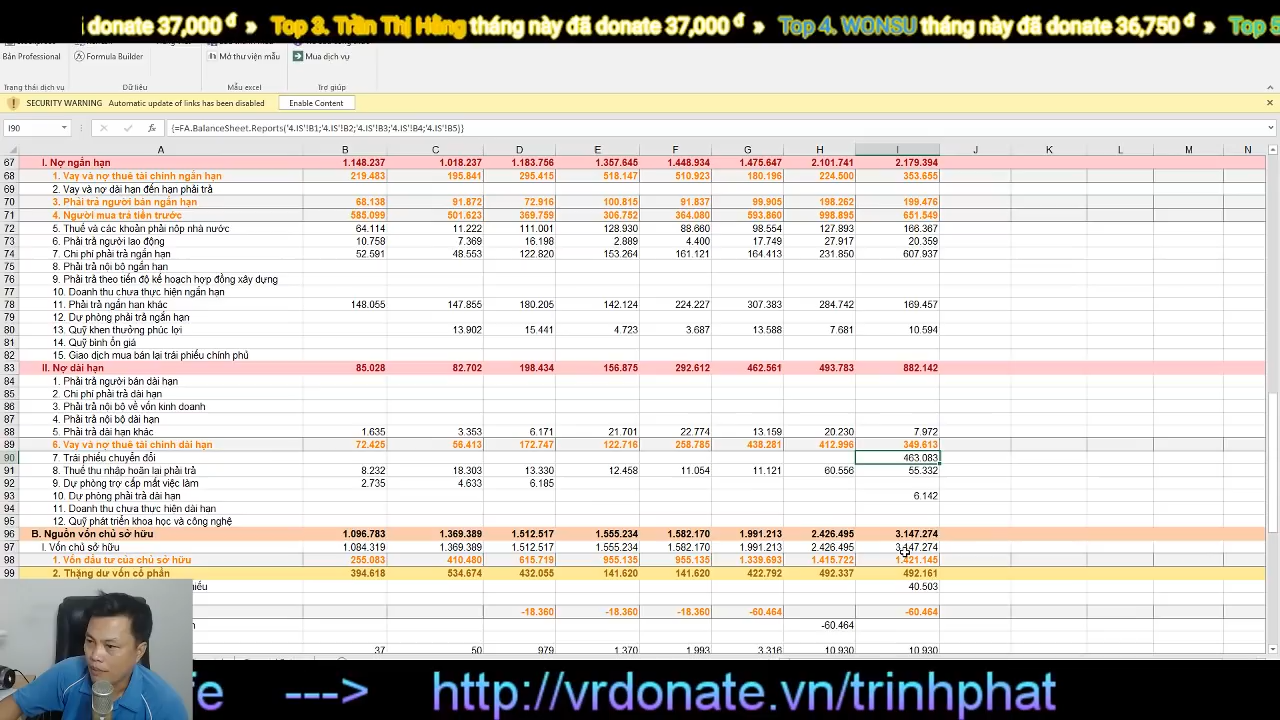 donate 37,000 đ » Top 3. Trần Thị Hằng tháng này đã donate 37,000 đ » Top 4. WONSU tháng này đã donate 36,750 đ » Top 5
Bán Professional Formula Builder Mở thư viện mẫu Mua dịch vụ
Trạng thái dịch vụ Dữ liệu Mẫu excel Trợ giúp
SECURITY WARNING Automatic update of links has been disabled Enable Content
I90 fx {=FA.BalanceSheet.Reports('4.IS'!B1;'4.IS'!B2;'4.IS'!B3;'4.IS'!B4;'4.IS'!B5)}
A B C D E F G H I J K L M N
67 I. Nợ ngắn hạn 1.148.237 1.018.237 1.183.756 1.357.645 1.448.934 1.475.647 2.101.741 2.179.394
68 1. Vay và nợ thuê tài chính ngắn hạn 219.483 195.841 295.415 518.147 510.923 180.196 224.500 353.655
69 2. Vay và nợ dài hạn đến hạn phải trả
70 3. Phải trả người bán ngắn hạn 68.138 91.872 72.916 100.815 91.837 99.905 198.262 199.476
71 4. Người mua trả tiền trước 585.099 501.623 369.759 306.752 364.080 593.860 998.895 651.549
72 5. Thuế và các khoản phải nộp nhà nước 64.114 11.222 111.001 128.930 88.660 98.554 127.893 166.367
73 6. Phải trả người lao động 10.758 7.369 16.198 2.889 4.400 17.749 27.917 20.359
74 7. Chi phí phải trả ngắn hạn 52.591 48.553 122.820 153.264 161.121 164.413 231.850 607.937
75 8. Phải trả nội bộ ngắn hạn
76 9. Phải trả theo tiến độ kế hoạch hợp đồng xây dựng
77 10. Doanh thu chưa thực hiện ngắn hạn
78 11. Phải trả ngắn hạn khác 148.055 147.855 180.205 142.124 224.227 307.383 284.742 169.457
79 12. Dự phòng phải trả ngắn hạn
80 13. Quỹ khen thưởng phúc lợi 13.902 15.441 4.723 3.687 13.588 7.681 10.594
81 14. Quỹ bình ổn giá
82 15. Giao dịch mua bán lại trái phiếu chính phủ
83 II. Nợ dài hạn 85.028 82.702 198.434 156.875 292.612 462.561 493.783 882.142
84 1. Phải trả người bán dài hạn
85 2. Chi phí phải trả dài hạn
86 3. Phải trả nội bộ về vốn kinh doanh
87 4. Phải trả nội bộ dài hạn
88 5. Phải trả dài hạn khác 1.635 3.353 6.171 21.701 22.774 13.159 20.230 7.972
89 6. Vay và nợ thuê tài chính dài hạn 72.425 56.413 172.747 122.716 258.785 438.281 412.996 349.613
90 7. Trái phiếu chuyển đổi 463.083
91 8. Thuế thu nhập hoãn lại phải trả 8.232 18.303 13.330 12.458 11.054 11.121 60.556 55.332
92 9. Dự phòng trợ cấp mất việc làm 2.735 4.633 6.185
93 10. Dự phòng phải trả dài hạn 6.142
94 11. Doanh thu chưa thực hiện dài hạn
95 12. Quỹ phát triển khoa học và công nghệ
96 B. Nguồn vốn chủ sở hữu 1.096.783 1.369.389 1.512.517 1.555.234 1.582.170 1.991.213 2.426.495 3.147.274
97 I. Vốn chủ sở hữu 1.084.319 1.369.389 1.512.517 1.555.234 1.582.170 1.991.213 2.426.495 3.147.274
98 1. Vốn đầu tư của chủ sở hữu 255.083 410.480 615.719 955.135 955.135 1.339.693 1.415.722 1.421.145
99 2. Thặng dư vốn cổ phần 394.618 534.674 432.055 141.620 141.620 422.792 492.337 492.161
40.503
-18.360 -18.360 -18.360 -60.464 -60.464
-60.464
37 50 979 1.370 1.993 3.316 10.930 10.930
fe ---> http://vrdonate.vn/trinhphat